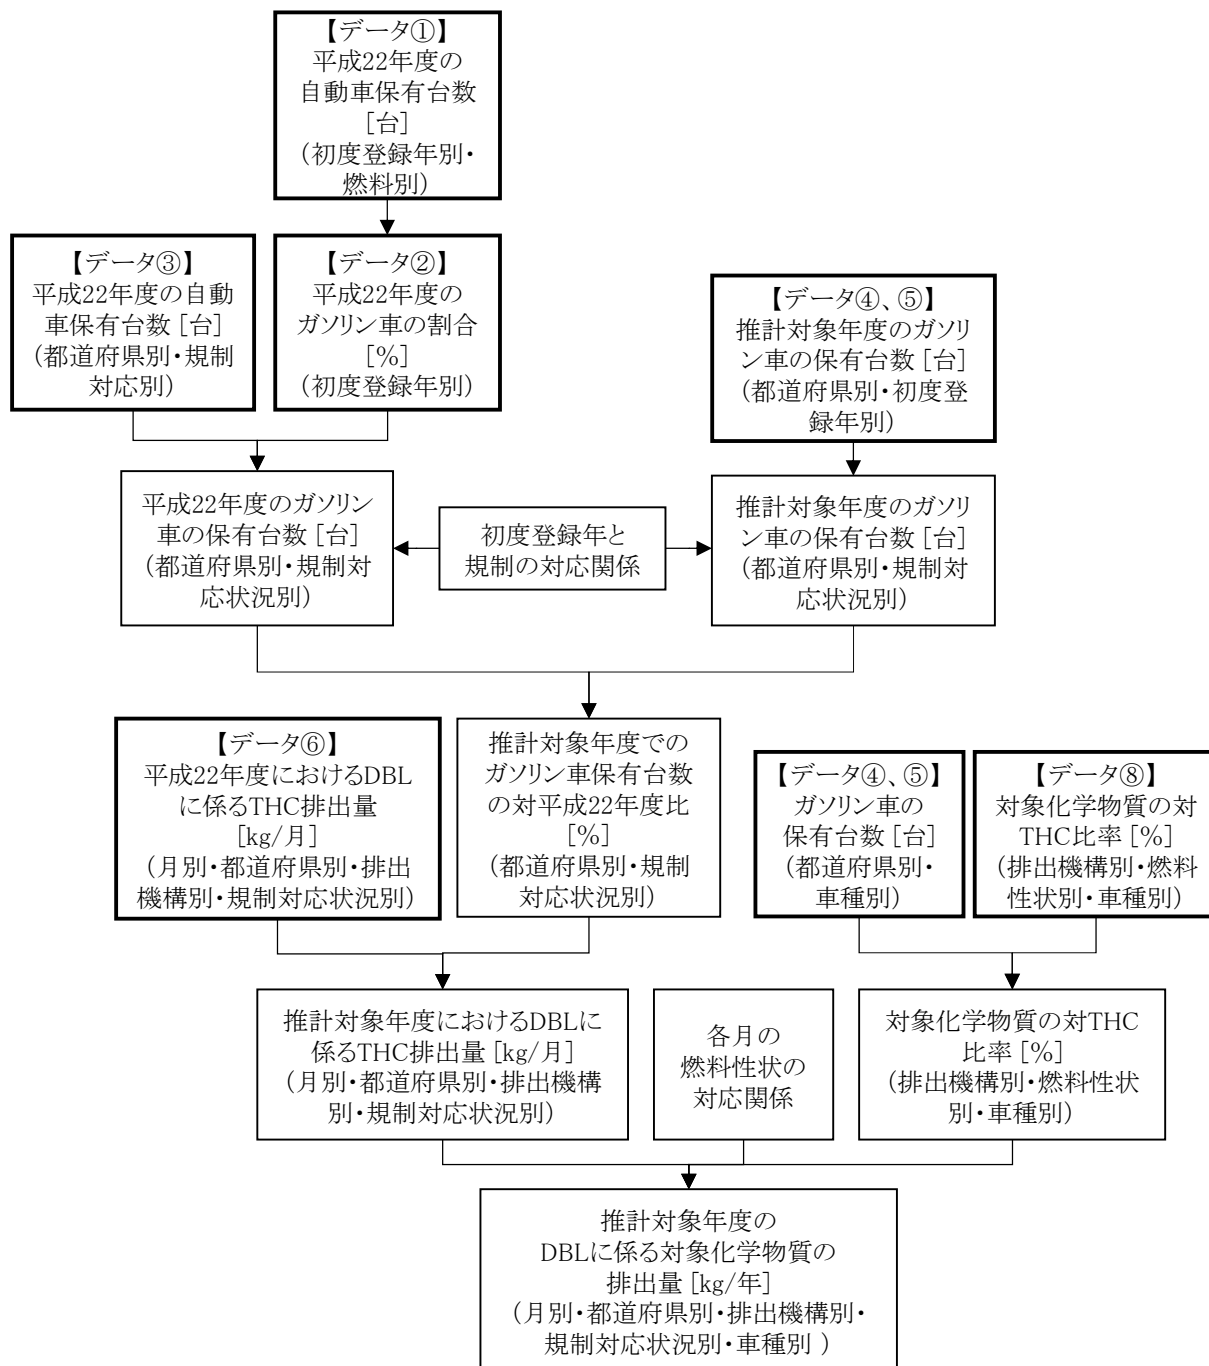 【データ①】
平成22年度の
自動車保有台数
[台]
(初度登録年別・
燃料別)
【データ③】
平成22年度の自動
車保有台数 [台]
(都道府県別・規制
対応別)
【データ②】
平成22年度の
ガソリン車の割合
[%]
(初度登録年別)
【データ④、⑤】
推計対象年度のガソリ
ン車の保有台数 [台]
(都道府県別・初度登
録年別)
平成22年度のガソリン
車の保有台数 [台]
(都道府県別・規制対
応状況別)
初度登録年と
規制の対応関係
推計対象年度のガソリ
ン車の保有台数 [台]
(都道府県別・規制対
応状況別)
【データ⑥】
平成22年度におけるDBL
に係るTHC排出量
[kg/月]
(月別・都道府県別・排出
機構別・規制対応状況別)
推計対象年度での
ガソリン車保有台数
の対平成22年度比
[%]
(都道府県別・規制
対応状況別)
【データ④、⑤】
ガソリン車の
保有台数 [台]
(都道府県別・
車種別)
【データ⑧】
対象化学物質の対
THC比率 [%]
(排出機構別・燃料
性状別・車種別)
推計対象年度におけるDBLに
係るTHC排出量 [kg/月]
(月別・都道府県別・排出機構
別・規制対応状況別)
各月の
燃料性状の
対応関係
対象化学物質の対THC
比率 [%]
(排出機構別・燃料性状
別・車種別)
推計対象年度の
DBLに係る対象化学物質の
排出量 [kg/年]
(月別・都道府県別・排出機構別・
規制対応状況別・車種別 )